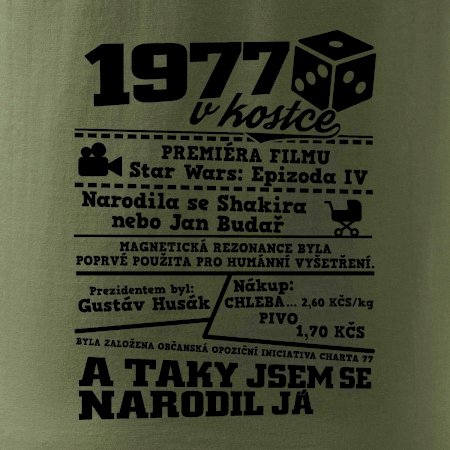 1977
v kostce
PREMIÉRA FILMU
Star Wars: Epizoda IV
Narodila se Shakira
nebo Jan Budař
MAGNETICKÁ REZONANCE BYLA
POPRVÉ POUŽITA PRO HUMÁNNÍ VYŠETŘENÍ.
Prezidentem byl:
Gustáv Husák
Nákup:
CHLEBA... 2,60 KČS/kg
PIVO
1,70 KČS
BYLA ZALOŽENA OBČANSKÁ OPOZIČNÍ INICIATIVA CHARTA 77
A TAKY JSEM SE
NARODIL JÁ